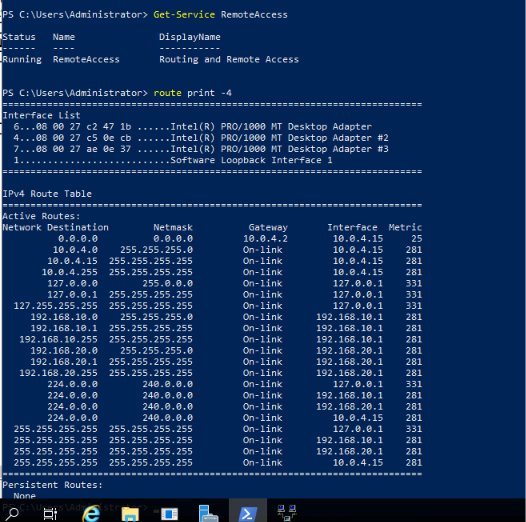 PS C:\Users\Administrator> Get-Service RemoteAccess
Status   Name               DisplayName
------   ----               -----------
Running  RemoteAccess       Routing and Remote Access
PS C:\Users\Administrator> route print -4
===========================================================================
Interface List
  6...08 00 27 c2 47 1b ......Intel(R) PRO/1000 MT Desktop Adapter
  4...08 00 27 c5 0e cb ......Intel(R) PRO/1000 MT Desktop Adapter #2
  7...08 00 27 ae 0e 37 ......Intel(R) PRO/1000 MT Desktop Adapter #3
  1...........................Software Loopback Interface 1
===========================================================================
IPv4 Route Table
===========================================================================
Active Routes:
Network Destination        Netmask          Gateway       Interface  Metric
          0.0.0.0          0.0.0.0         10.0.4.2        10.0.4.15     25
         10.0.4.0    255.255.255.0         On-link         10.0.4.15    281
        10.0.4.15  255.255.255.255         On-link         10.0.4.15    281
       10.0.4.255  255.255.255.255         On-link         10.0.4.15    281
        127.0.0.0        255.0.0.0         On-link         127.0.0.1    331
        127.0.0.1  255.255.255.255         On-link         127.0.0.1    331
  127.255.255.255  255.255.255.255         On-link         127.0.0.1    331
     192.168.10.0    255.255.255.0         On-link      192.168.10.1    281
     192.168.10.1  255.255.255.255         On-link      192.168.10.1    281
   192.168.10.255  255.255.255.255         On-link      192.168.10.1    281
     192.168.20.0    255.255.255.0         On-link      192.168.20.1    281
     192.168.20.1  255.255.255.255         On-link      192.168.20.1    281
   192.168.20.255  255.255.255.255         On-link      192.168.20.1    281
        224.0.0.0        240.0.0.0         On-link         127.0.0.1    331
        224.0.0.0        240.0.0.0         On-link      192.168.10.1    281
        224.0.0.0        240.0.0.0         On-link      192.168.20.1    281
        224.0.0.0        240.0.0.0         On-link         10.0.4.15    281
  255.255.255.255  255.255.255.255         On-link         127.0.0.1    331
  255.255.255.255  255.255.255.255         On-link      192.168.10.1    281
  255.255.255.255  255.255.255.255         On-link      192.168.20.1    281
  255.255.255.255  255.255.255.255         On-link         10.0.4.15    281
===========================================================================
Persistent Routes:
  None
PS C:\Users\Administrator>